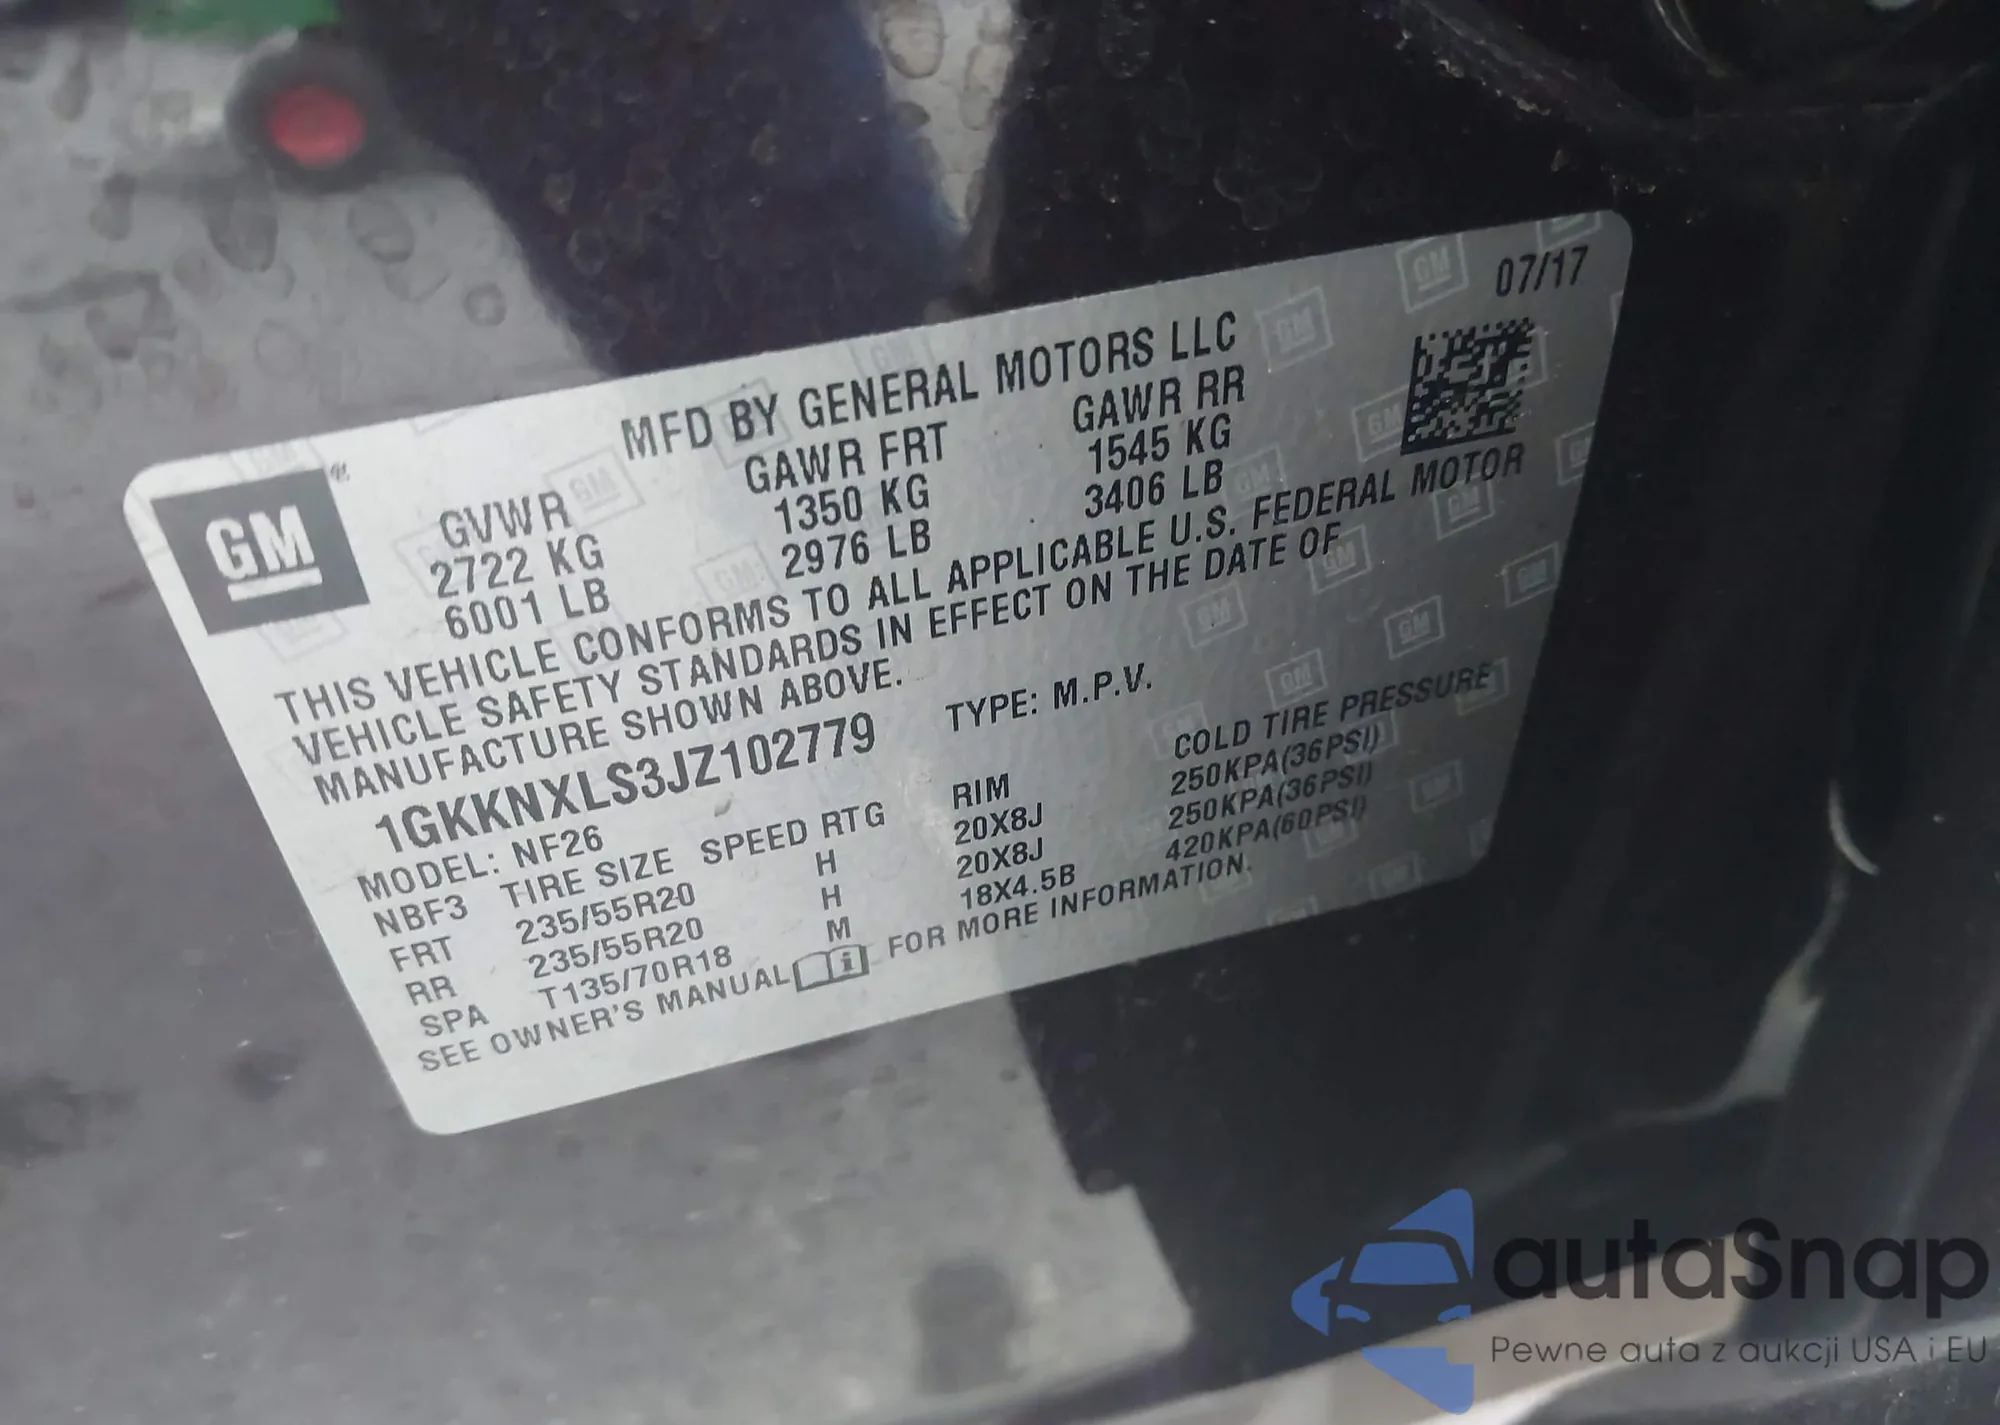 07/17
MFD BY GENERAL MOTORS LLC
GM
GVWR GAWR FRT GAWR RR
2722 KG 1350 KG 1545 KG
6001 LB 2976 LB 3406 LB
THIS VEHICLE CONFORMS TO ALL APPLICABLE U.S. FEDERAL MOTOR
VEHICLE SAFETY STANDARDS IN EFFECT ON THE DATE OF
MANUFACTURE SHOWN ABOVE.
1GKKNXLS3JZ102779 TYPE: M.P.V.
MODEL: NF26
NBF3 TIRE SIZE SPEED RTG RIM COLD TIRE PRESSURE
FRT 235/55R20 H 20X8J 250KPA(36PSI)
RR 235/55R20 H 20X8J 250KPA(36PSI)
SPA T135/70R18 M 18X4.5B 420KPA(60PSI)
SEE OWNER'S MANUAL FOR MORE INFORMATION.
autaSnap
Pewne auta z aukcji USA i EU